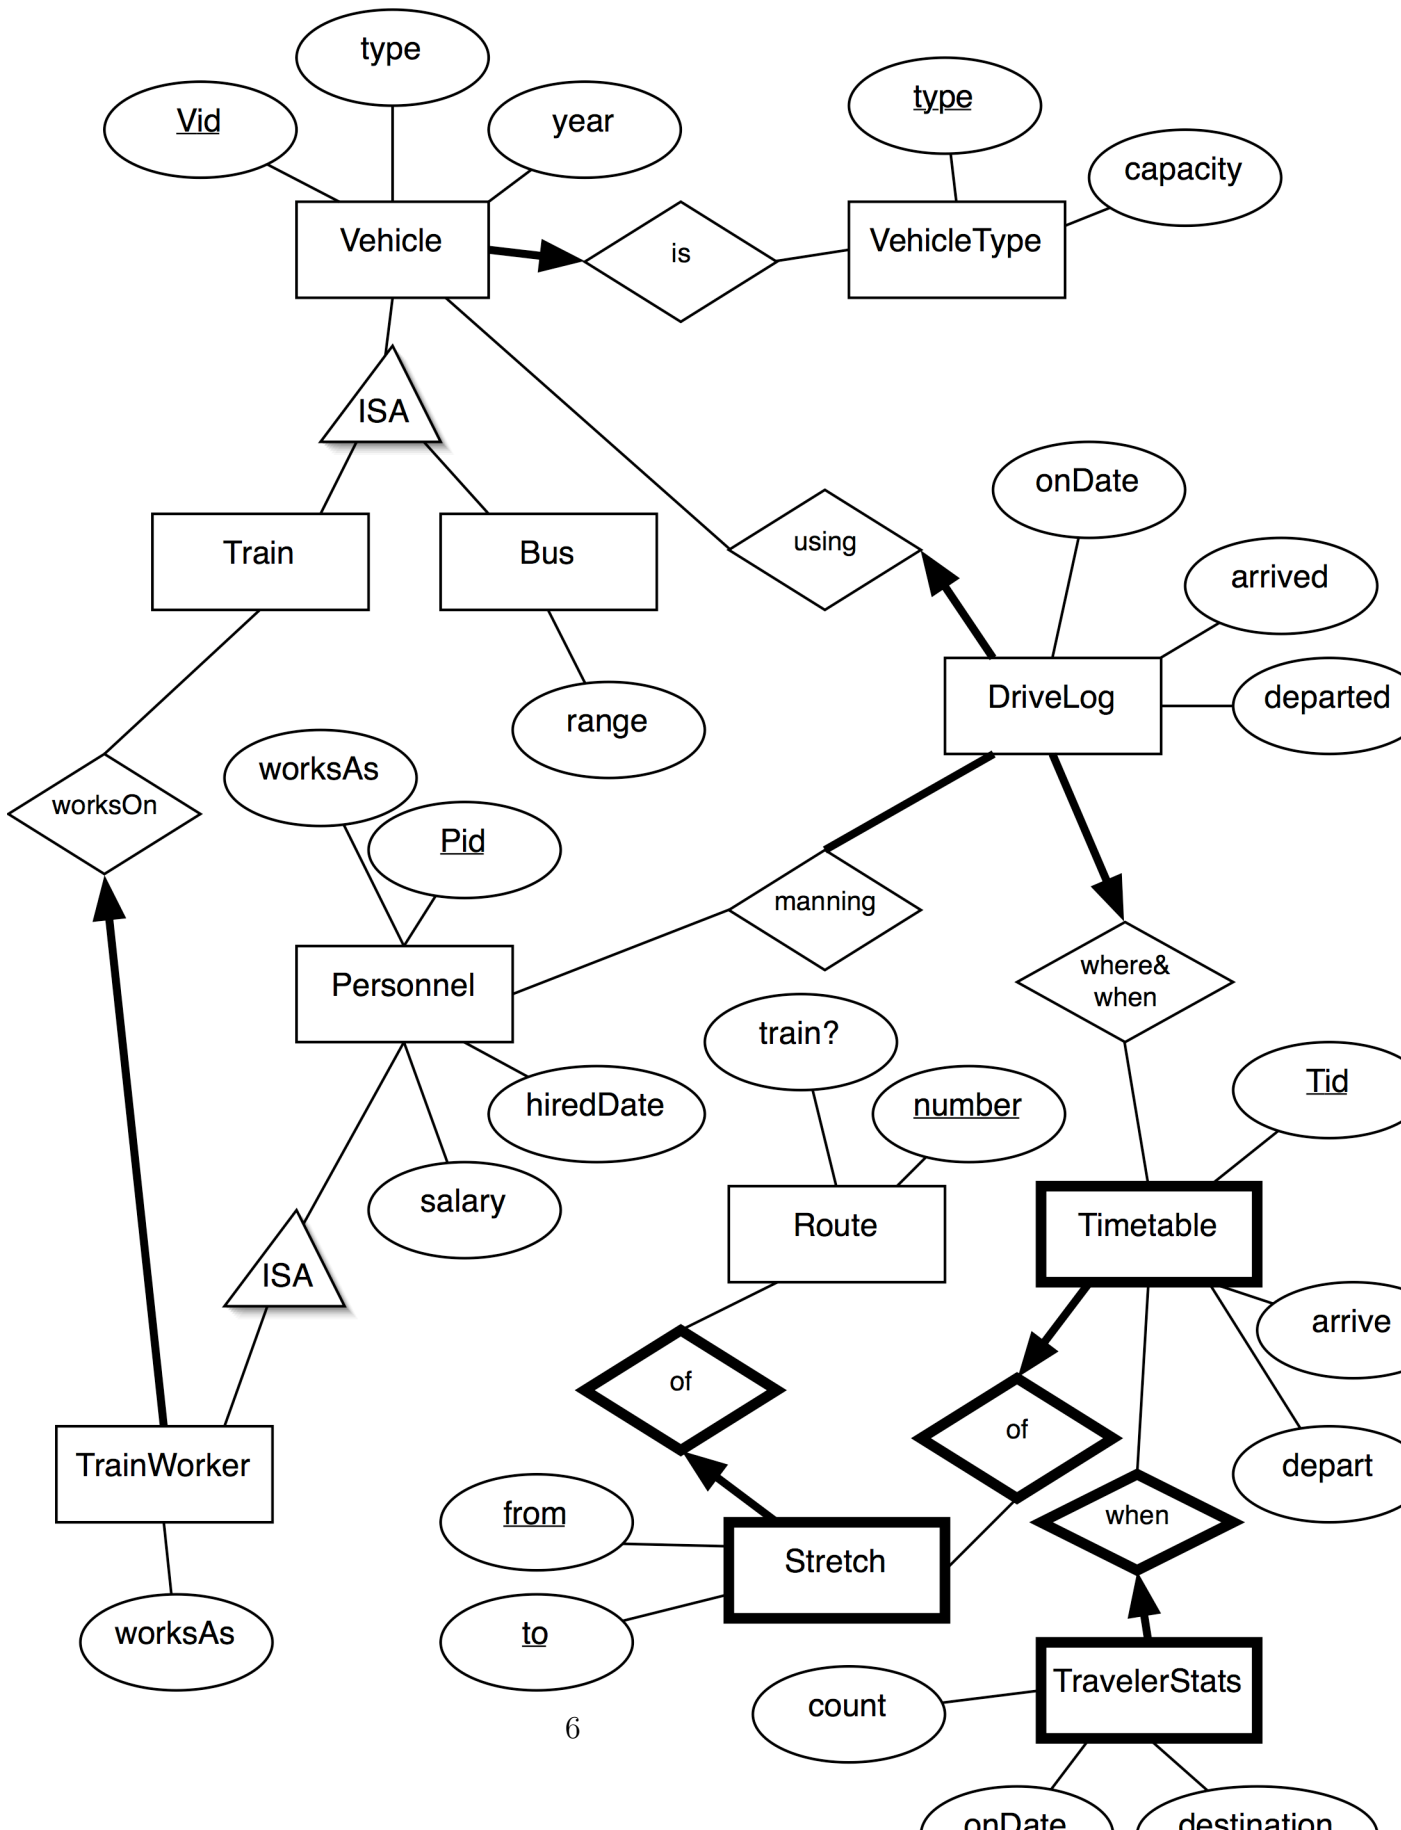 type
Vid
year
type
capacity
Vehicle
is
VehicleType
ISA
onDate
Train
Bus
using
arrived
range
DriveLog
departed
worksAs
worksOn
Pid
manning
Personnel
where&
when
train?
Tid
hiredDate
number
salary
Route
Timetable
ISA
arrive
of
of
TrainWorker
depart
from
when
Stretch
worksAs
to
TravelerStats
count
6
onDate
destination